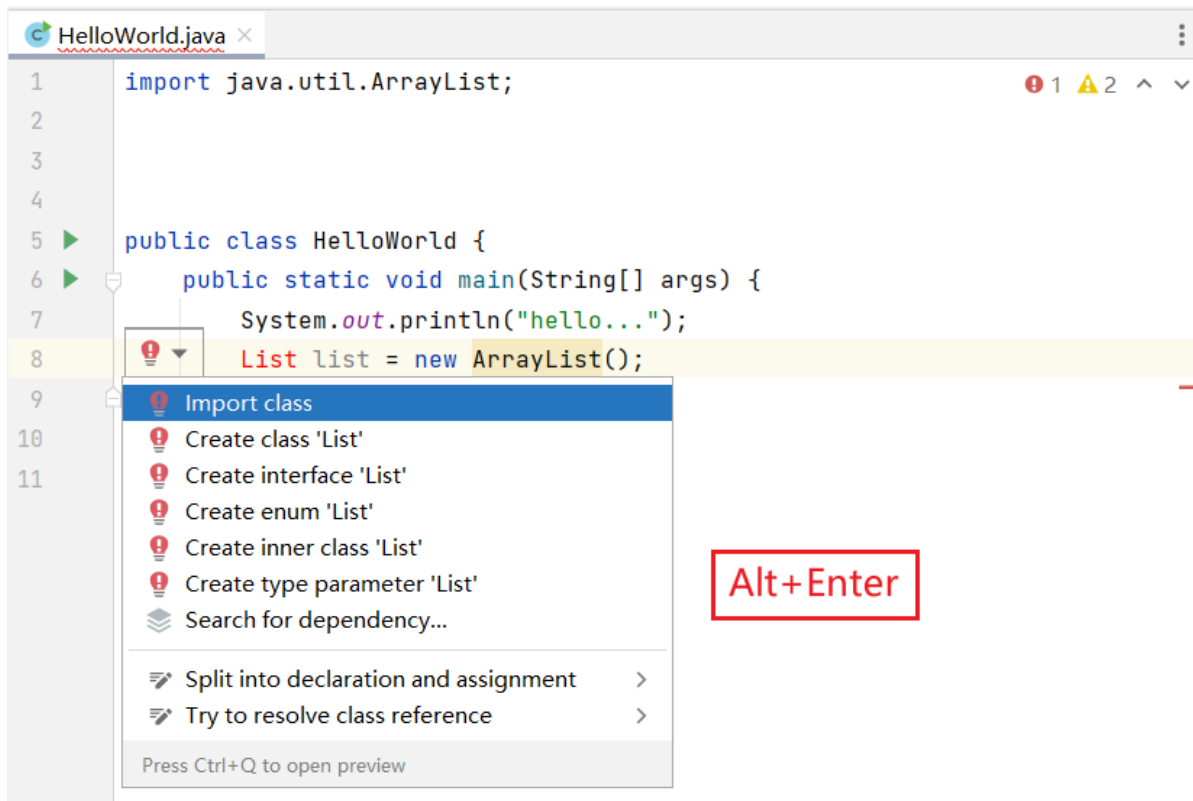 HelloWorld.java
1 import java.util.ArrayList; 1 2
2
3
4
5 public class HelloWorld {
6 public static void main(String[] args) {
7 System.out.println("hello...");
8 List list = new ArrayList();
9 Import class
10 Create class 'List'
11 Create interface 'List'
Create enum 'List'
Create inner class 'List'
Create type parameter 'List'
Search for dependency...
Split into declaration and assignment
Try to resolve class reference
Press Ctrl+Q to open preview
Alt+Enter